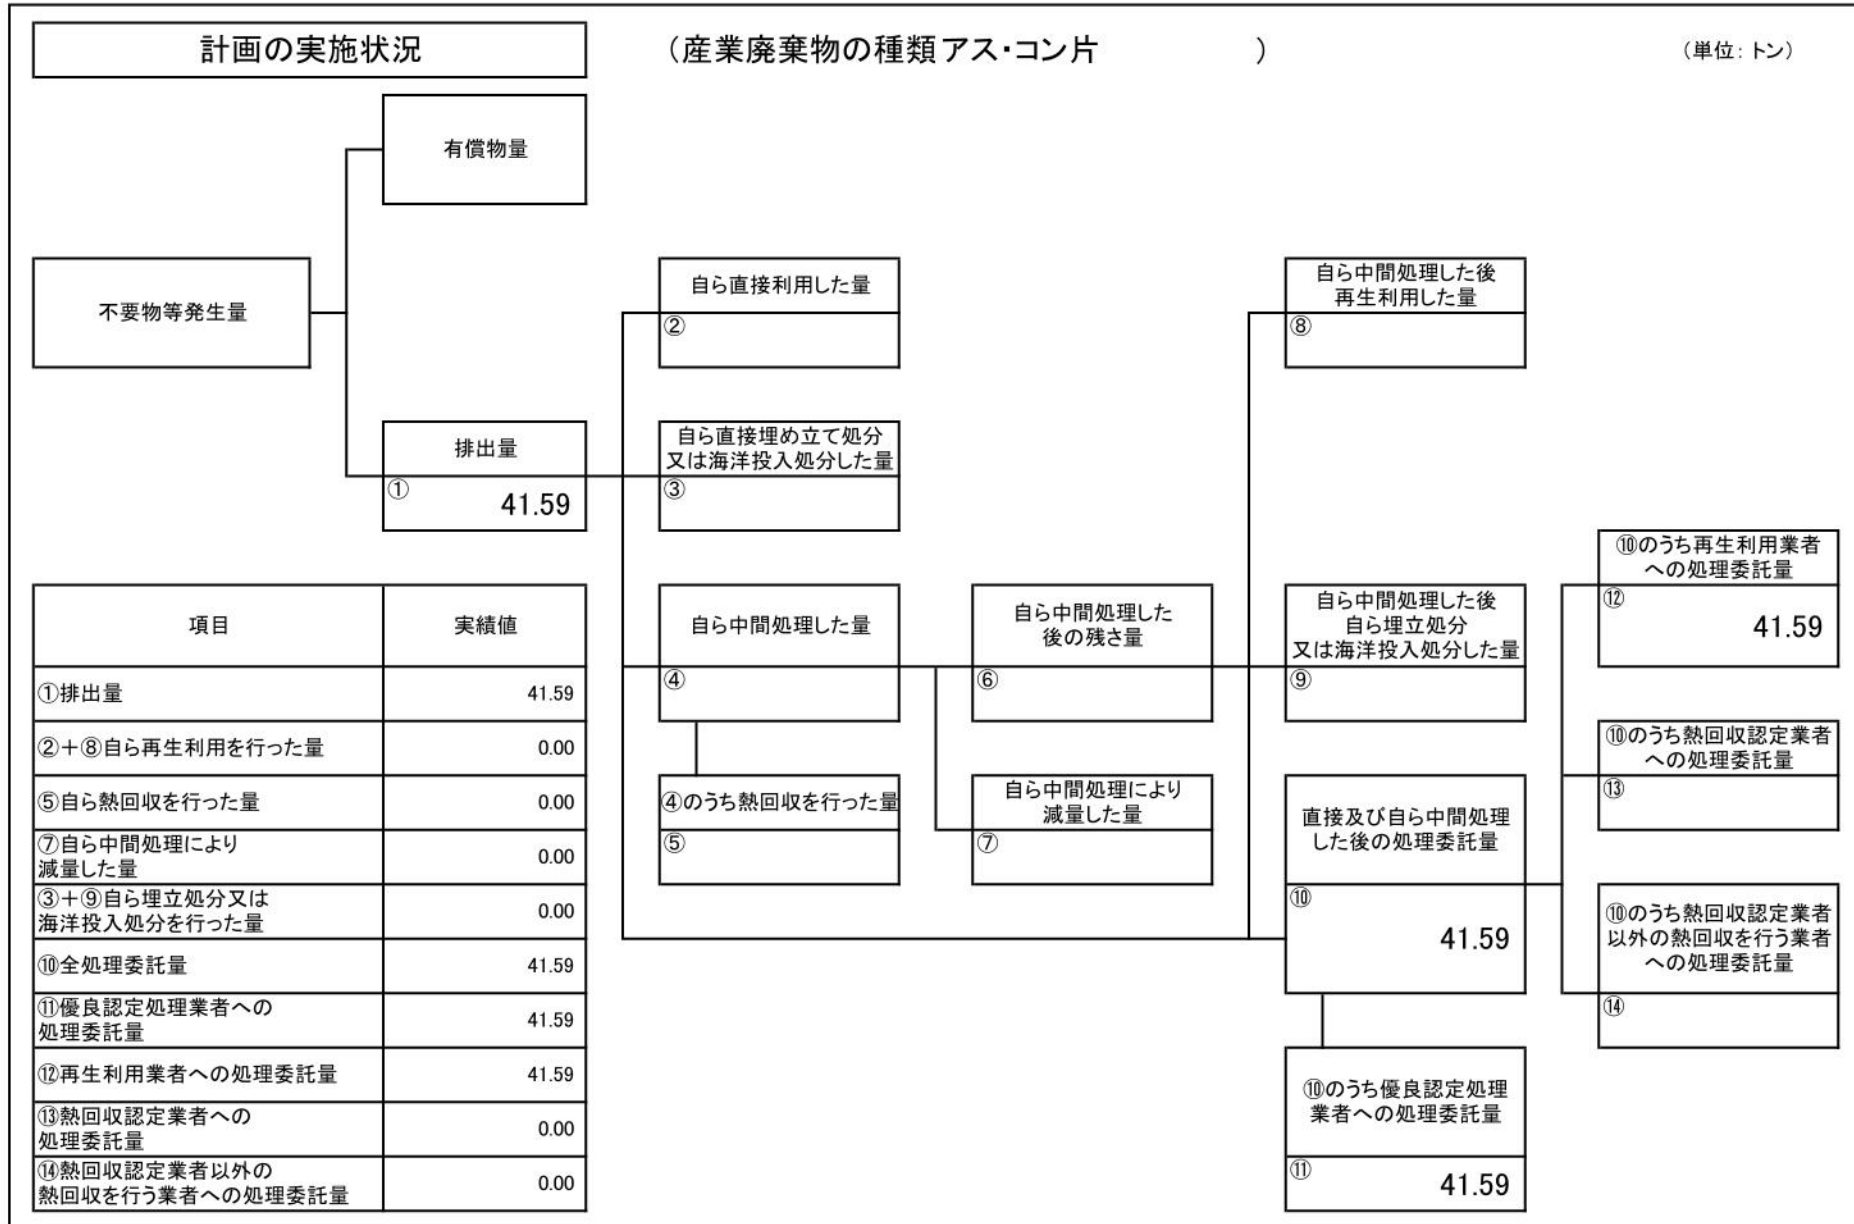 計画の実施状況
（産業廃棄物の種類アス・コン片　　　　　）
（単位：トン）
有償物量
不要物等発生量
自ら直接利用した量
②
自ら中間処理した後
再生利用した量
⑧
排出量
①
41.59
自ら直接埋め立て処分
又は海洋投入処分した量
③
⑩のうち再生利用業者
への処理委託量
⑫
41.59
自ら中間処理した量
④
自ら中間処理した
後の残さ量
⑥
自ら中間処理した後
自ら埋立処分
又は海洋投入処分した量
⑨
⑩のうち熱回収認定業者
への処理委託量
⑬
④のうち熱回収を行った量
⑤
自ら中間処理により
減量した量
⑦
直接及び自ら中間処理
した後の処理委託量
⑩
41.59
⑩のうち熱回収認定業者
以外の熱回収を行う業者
への処理委託量
⑭
⑩のうち優良認定処理
業者への処理委託量
⑪
41.59
項目 実績値
①排出量 41.59
②＋⑧自ら再生利用を行った量 0.00
⑤自ら熱回収を行った量 0.00
⑦自ら中間処理により
減量した量 0.00
③＋⑨自ら埋立処分又は
海洋投入処分を行った量 0.00
⑩全処理委託量 41.59
⑪優良認定処理業者への
処理委託量 41.59
⑫再生利用業者への処理委託量 41.59
⑬熱回収認定業者への
処理委託量 0.00
⑭熱回収認定業者以外の
熱回収を行う業者への処理委託量 0.00